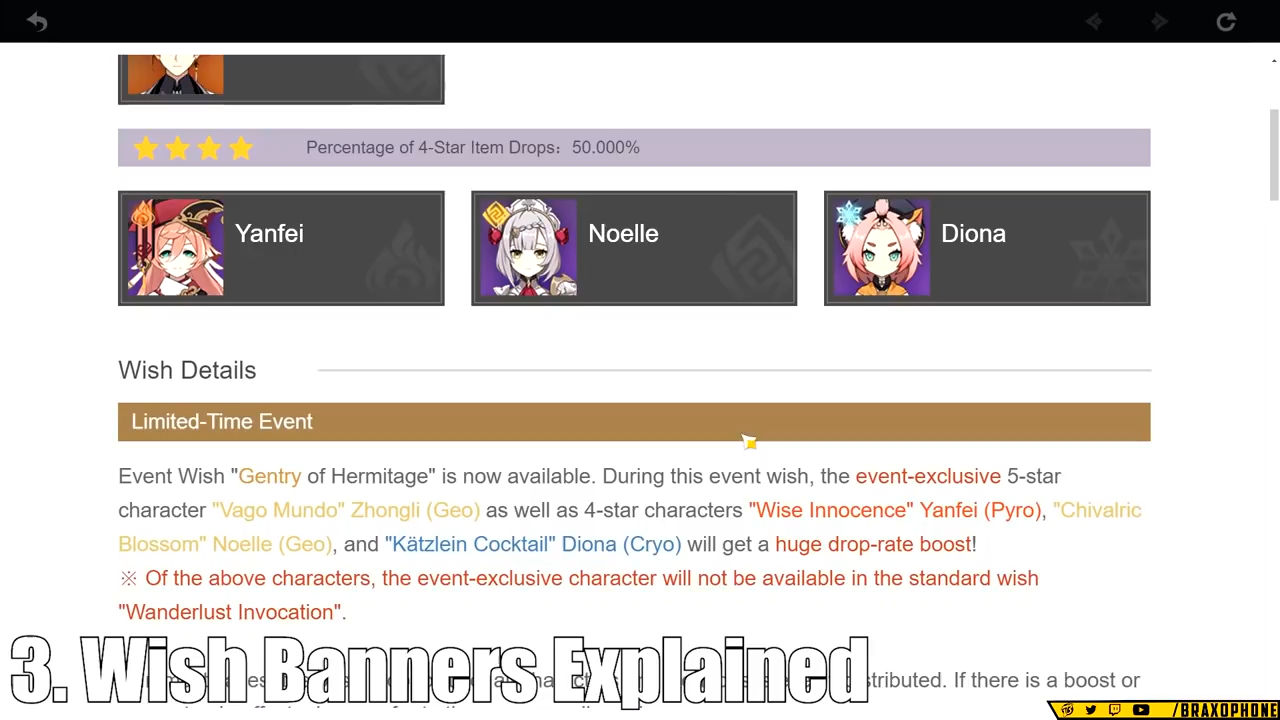 Percentage of 4-Star Item Drops: 50.000%
Yanfei
Noelle
Diona
Wish Details
Limited-Time Event
Event Wish "Gentry of Hermitage" is now available. During this event wish, the event-exclusive 5-star
character "Vago Mundo" Zhongli (Geo) as well as 4-star characters "Wise Innocence" Yanfei (Pyro), "Chivalric
Blossom" Noelle (Geo), and "Kätzlein Cocktail" Diona (Cryo) will get a huge drop-rate boost!
※ Of the above characters, the event-exclusive character will not be available in the standard wish
"Wanderlust Invocation".
If there is a boost or
3. Wish Banners Explained
/BRAXOPHONE